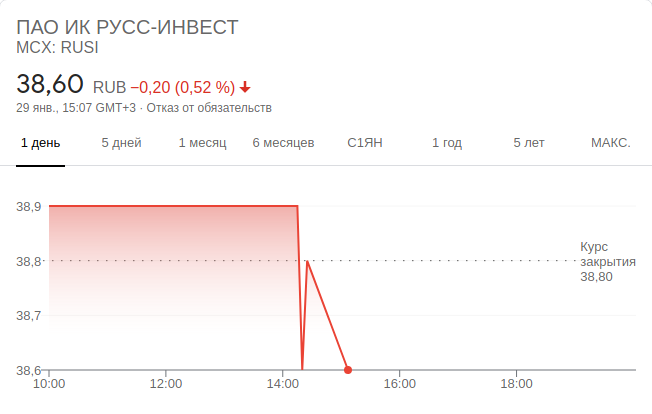 ПАО ИК РУСС-ИНВЕСТ
MCX: RUSI
38,60 RUB −0,20 (0,52 %)
29 янв., 15:07 GMT+3 · Отказ от обязательств
1 день 5 дней 1 месяц 6 месяцев С1ЯН 1 год 5 лет МАКС.
38,9
38,8
38,7
38,6
Курс
закрытия
38,80
10:00 12:00 14:00 16:00 18:00